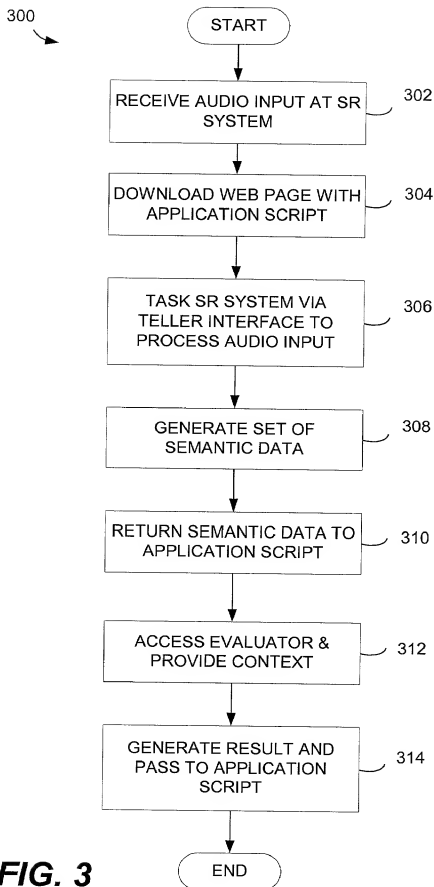 300
START
RECEIVE AUDIO INPUT AT SR
SYSTEM
302
DOWNLOAD WEB PAGE WITH
APPLICATION SCRIPT
304
TASK SR SYSTEM VIA
TELLER INTERFACE TO
PROCESS AUDIO INPUT
306
GENERATE SET OF
SEMANTIC DATA
308
RETURN SEMANTIC DATA TO
APPLICATION SCRIPT
310
ACCESS EVALUATOR &
PROVIDE CONTEXT
312
GENERATE RESULT AND
PASS TO APPLICATION
SCRIPT
314
END
FIG. 3